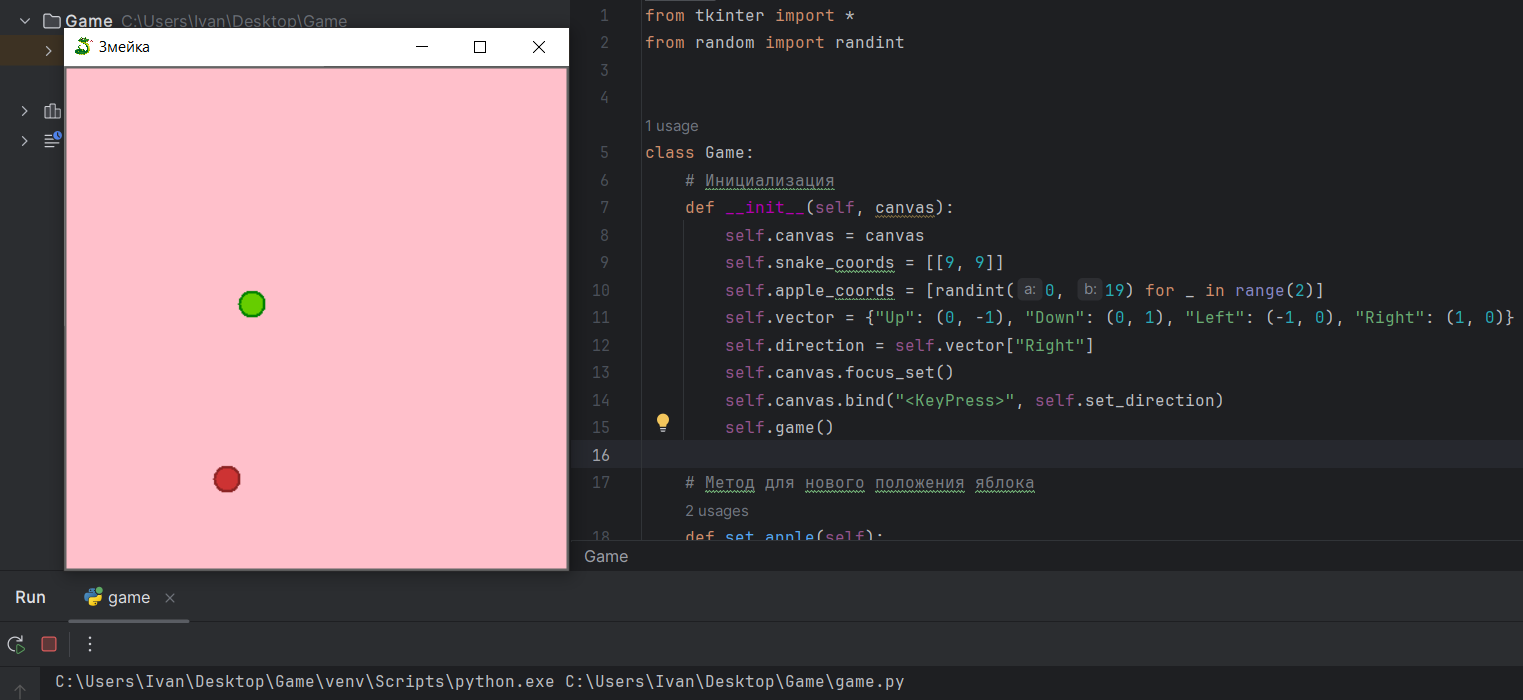 Game C:\Users\Ivan\Desktop\Game
Змейка
1 from tkinter import *
2 from random import randint
3
4
1 usage
5 class Game:
6 # Инициализация
7 def __init__(self, canvas):
8 self.canvas = canvas
9 self.snake_coords = [[9, 9]]
10 self.apple_coords = [randint( a: 0, b: 19) for _ in range(2)]
11 self.vector = {"Up": (0, -1), "Down": (0, 1), "Left": (-1, 0), "Right": (1, 0)}
12 self.direction = self.vector["Right"]
13 self.canvas.focus_set()
14 self.canvas.bind("<KeyPress>", self.set_direction)
15 self.game()
16
17 # Метод для нового положения яблока
2 usages
18 def set_apple(self):
Game
Run game
C:\Users\Ivan\Desktop\Game\venv\Scripts\python.exe C:\Users\Ivan\Desktop\Game\game.py